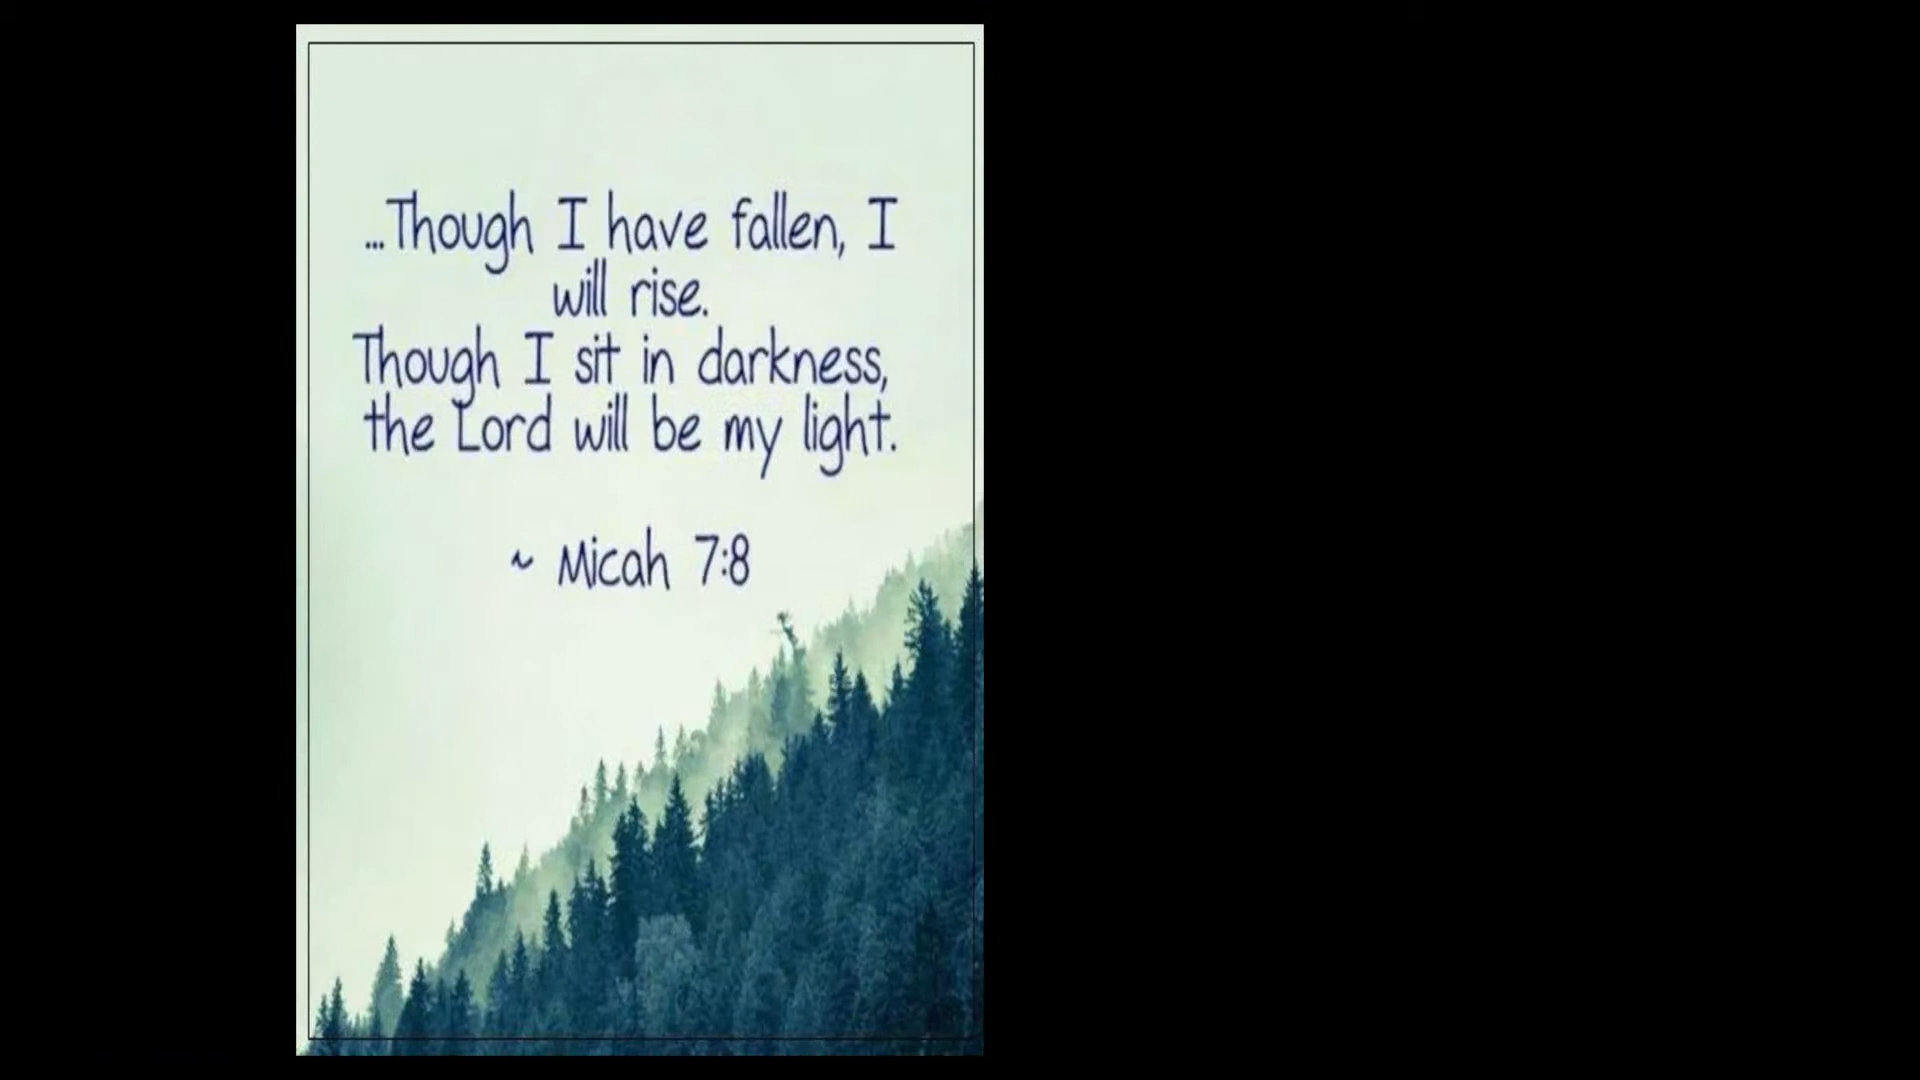 ...Though I have fallen, I
will rise.
Though I sit in darkness,
the Lord will be my light.
~ Micah 7:8